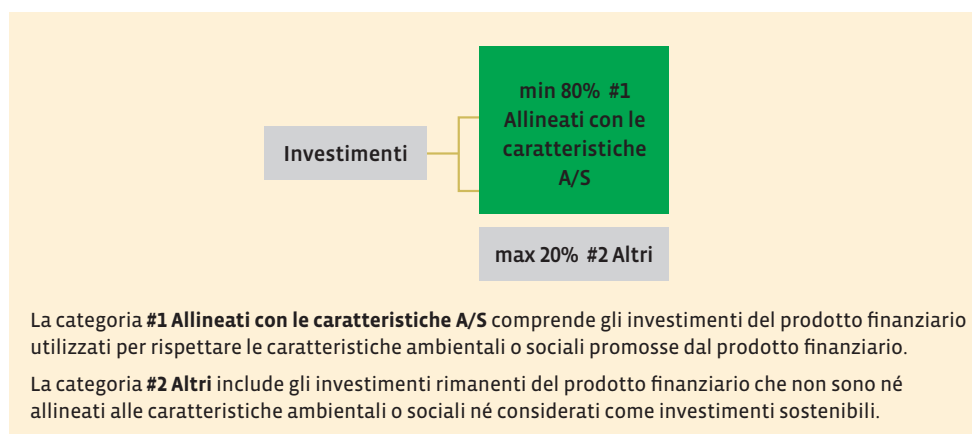 min 80% #1
Allineati con le
caratteristiche
A/S
Investimenti
max 20% #2 Altri
La categoria #1 Allineati con le caratteristiche A/S comprende gli investimenti del prodotto finanziario
utilizzati per rispettare le caratteristiche ambientali o sociali promosse dal prodotto finanziario.
La categoria #2 Altri include gli investimenti rimanenti del prodotto finanziario che non sono né
allineati alle caratteristiche ambientali o sociali né considerati come investimenti sostenibili.